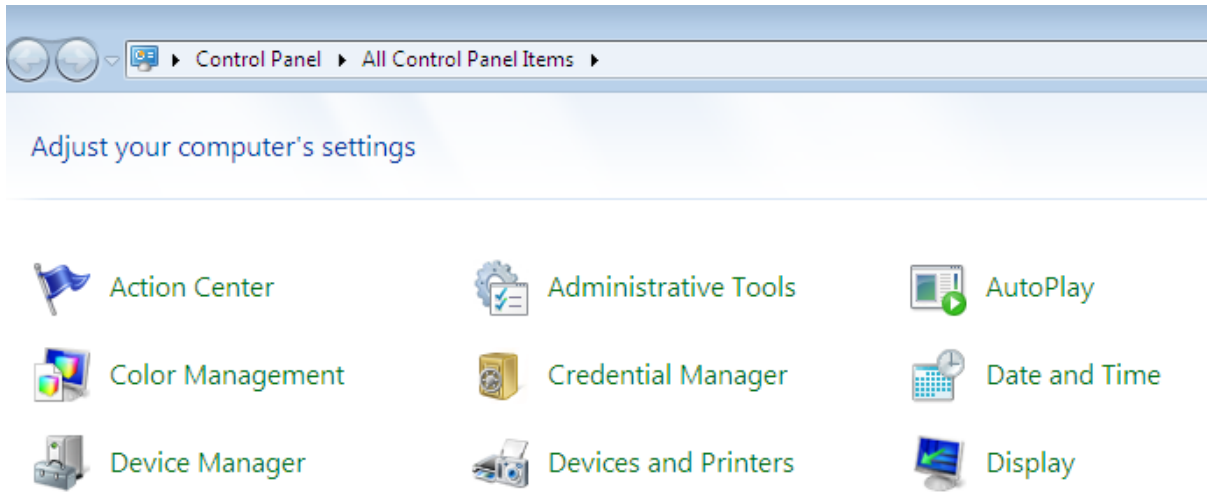 Control Panel All Control Panel Items
Adjust your computer's settings
Action Center Administrative Tools AutoPlay
Color Management Credential Manager Date and Time
Device Manager Devices and Printers Display